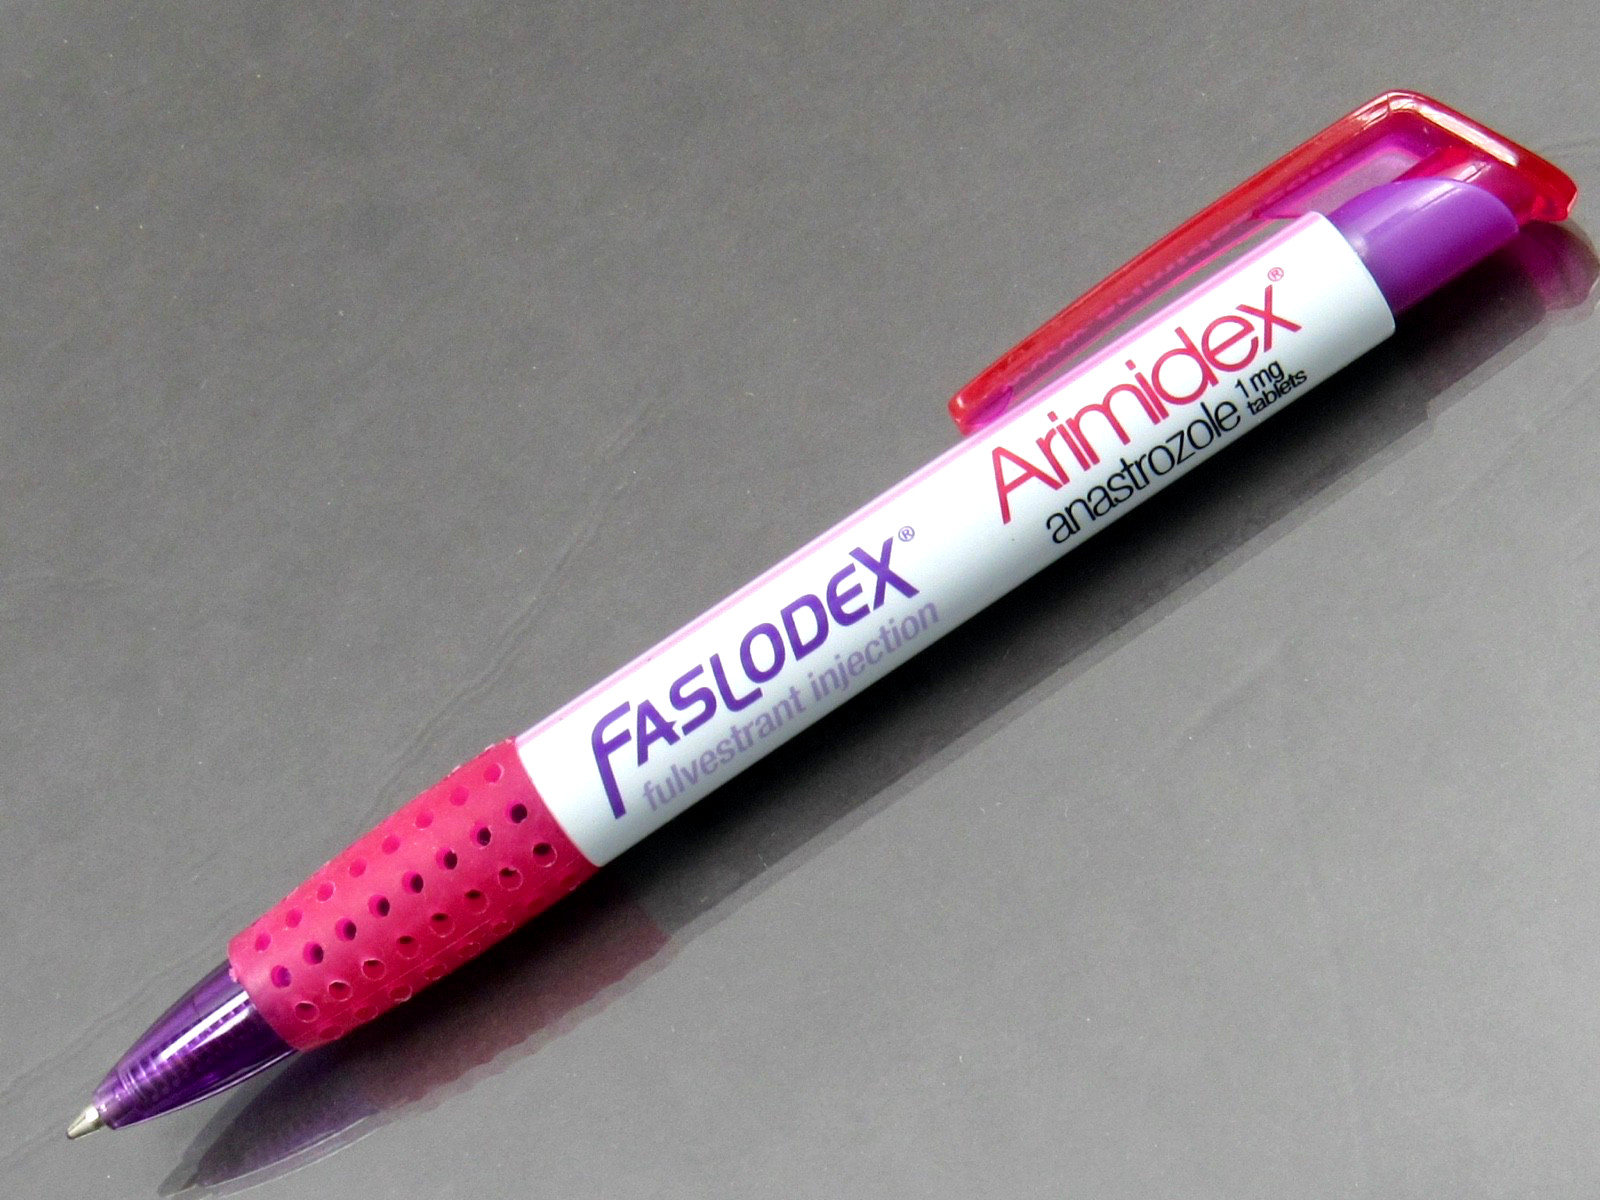 FASLODEX®
fulvestrant injection
Arimidex®
anastrozole 1 mg
tablets